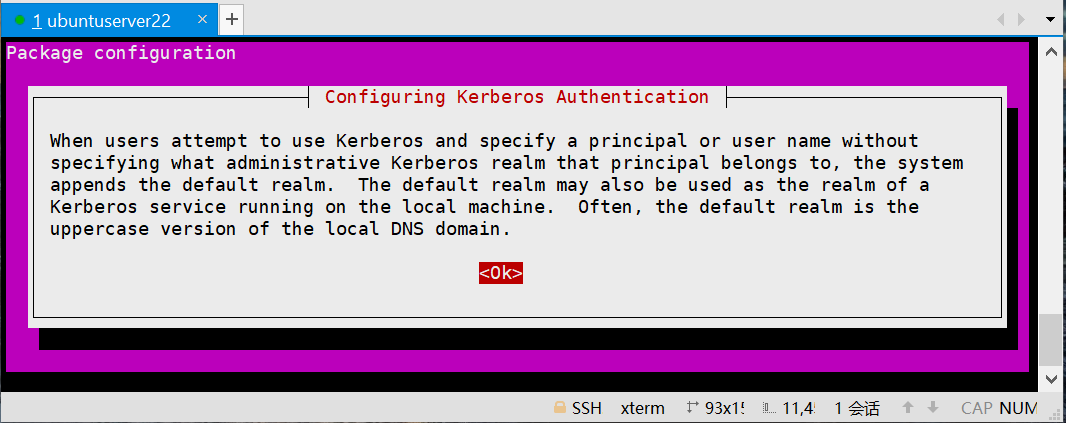 1 ubuntuserver22
Package configuration
Configuring Kerberos Authentication
When users attempt to use Kerberos and specify a principal or user name without
specifying what administrative Kerberos realm that principal belongs to, the system
appends the default realm.  The default realm may also be used as the realm of a
Kerberos service running on the local machine.  Often, the default realm is the
uppercase version of the local DNS domain.
<Ok>
SSH xterm 93x15 11,4 1 会话 CAP NUM